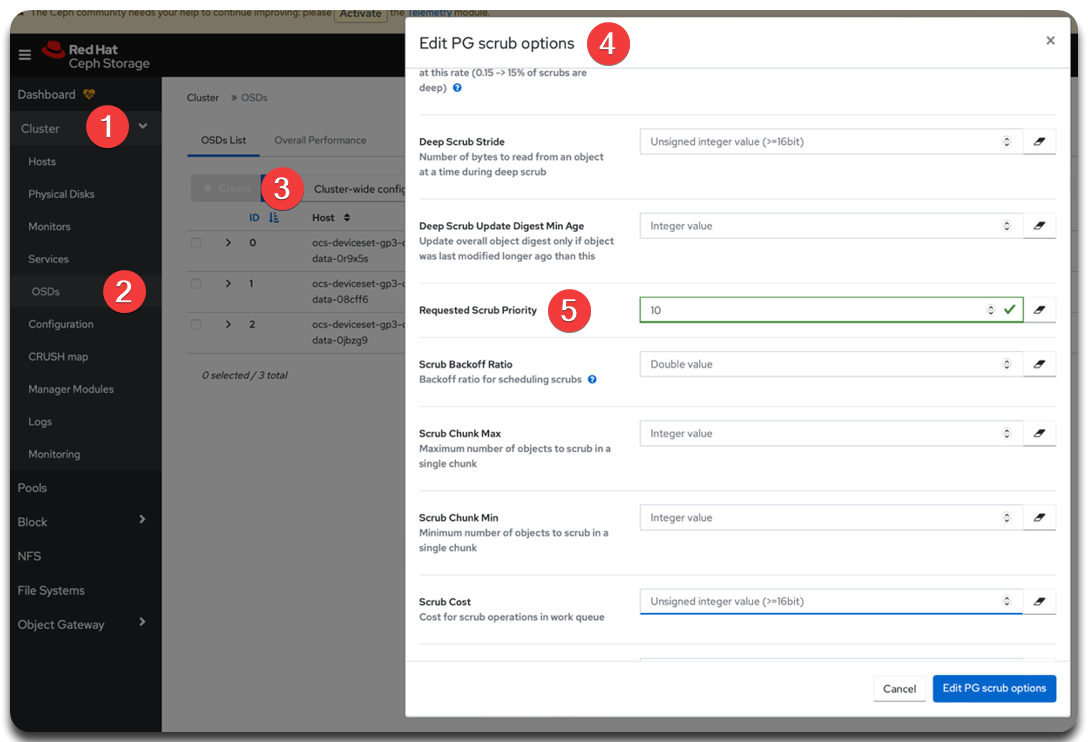 The Ceph community needs your help to continue improving: please Activate the Telemetry module.
Red Hat
Ceph Storage
Dashboard
Cluster
1
Hosts
Physical Disks
Monitors
Services
OSDs
2
Configuration
CRUSH map
Manager Modules
Logs
Monitoring
Pools
Block
NFS
File Systems
Object Gateway
Cluster » OSDs
OSDs List
Overall Performance
+ Create
3
Cluster-wide config
ID
Host
0
ocs-deviceset-gp3-
data-0r9x5s
1
ocs-deviceset-gp3-
data-08cff6
2
ocs-deviceset-gp3-
data-0jbzg9
0 selected / 3 total
Edit PG scrub options
4
×
at this rate (0.15 -> 15% of scrubs are
deep)
Deep Scrub Stride
Number of bytes to read from an object
at a time during deep scrub
Unsigned integer value (>=16bit)
Deep Scrub Update Digest Min Age
Update overall object digest only if object
was last modified longer ago than this
Integer value
Requested Scrub Priority
5
10
Scrub Backoff Ratio
Backoff ratio for scheduling scrubs
Double value
Scrub Chunk Max
Maximum number of objects to scrub in a
single chunk
Integer value
Scrub Chunk Min
Minimum number of objects to scrub in a
single chunk
Integer value
Scrub Cost
Cost for scrub operations in work queue
Unsigned integer value (>=16bit)
Cancel
Edit PG scrub options